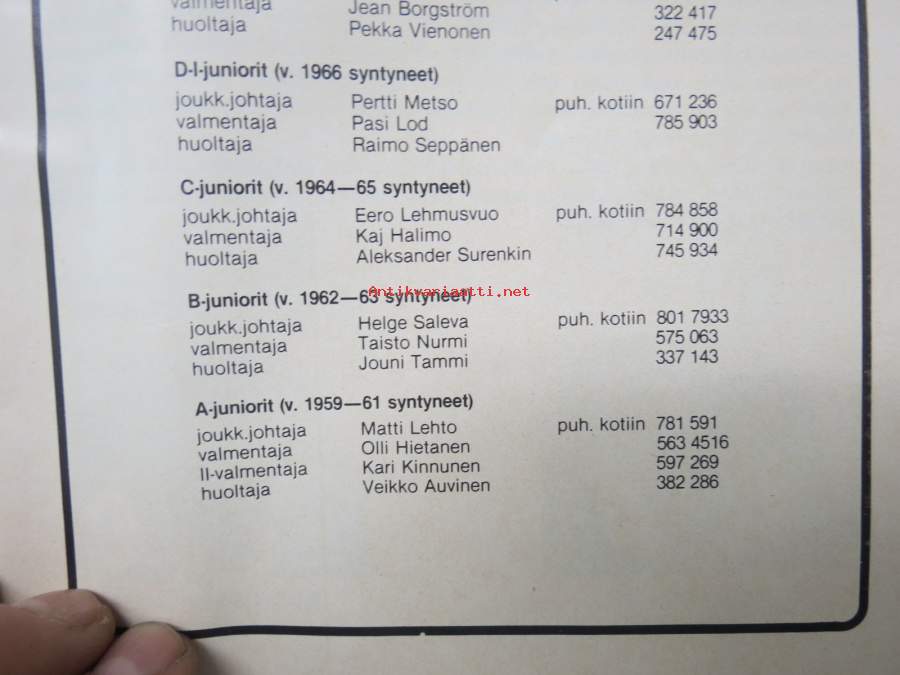 valmentaja Jean Borgström 322 417
huoltaja Pekka Vienonen 247 475
D-I-juniorit (v. 1966 syntyneet)
joukk.johtaja Pertti Metso puh. kotiin 671 236
valmentaja Pasi Lod 785 903
huoltaja Raimo Seppänen
C-juniorit (v. 1964—65 syntyneet)
joukk.johtaja Eero Lehmusvuo puh. kotiin 784 858
valmentaja Kaj Halimo 714 900
huoltaja Aleksander Surenkin 745 934
Antikvariaatti.net
B-juniorit (v. 1962—63 syntyneet)
joukk.johtaja Helge Saleva puh. kotiin 801 7933
valmentaja Taisto Nurmi 575 063
huoltaja Jouni Tammi 337 143
A-juniorit (v. 1959—61 syntyneet)
joukk.johtaja Matti Lehto puh. kotiin 781 591
valmentaja Olli Hietanen 563 4516
II-valmentaja Kari Kinnunen 597 269
huoltaja Veikko Auvinen 382 286